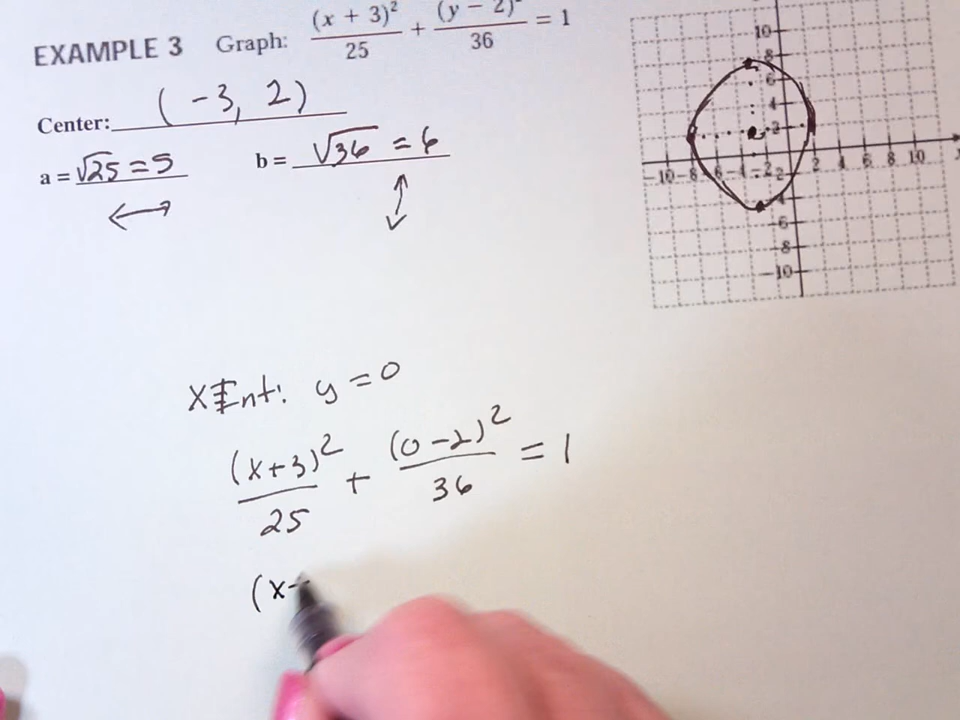 EXAMPLE 3 Graph: (x + 3)²/25 + (y − 2)²/36 = 1
Center: (-3, 2)
a = √25 = 5 b = √36 = 6
XInt: y = 0
(x+3)²/25 + (0-2)²/36 = 1
(x-
10
8
6
4
2
-10 -8 -6 -4 -2 2 4 6 8 10 x
-2
-4
-6
-8
-10